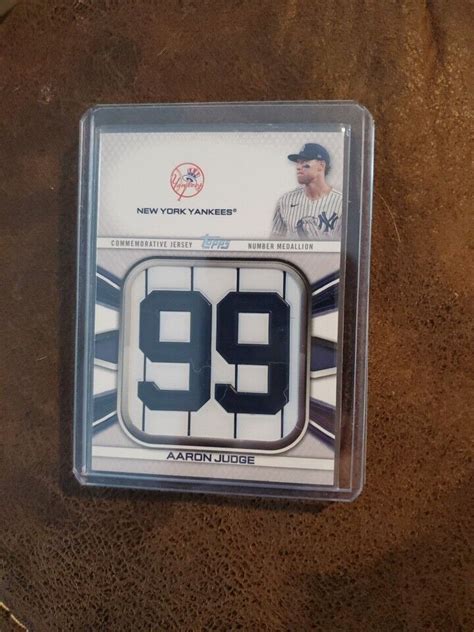 Yankees
NEW YORK YANKEES®
COMMEMORATIVE JERSEY Topps NUMBER MEDALLION
99
AARON JUDGE